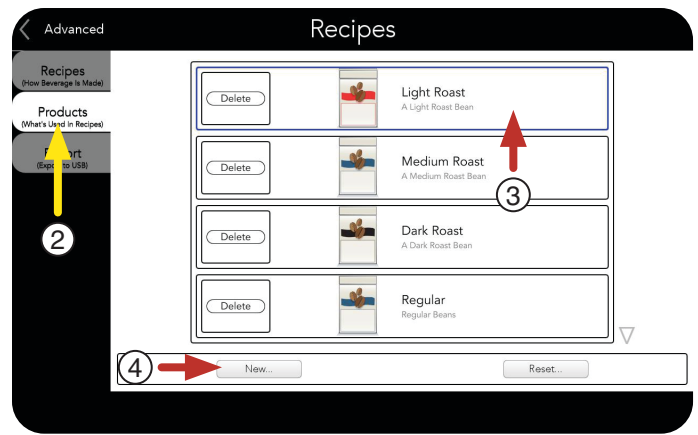 Advanced
Recipes
Recipes
(How Beverage Is Made)
Products
(What's Used In Recipes)
(Export to USB)
2
Delete
Light Roast
A Light Roast Bean
Delete
Medium Roast
A Medium Roast Bean
3
Delete
Dark Roast
A Dark Roast Bean
Delete
Regular
Regular Beans
4
New...
Reset...